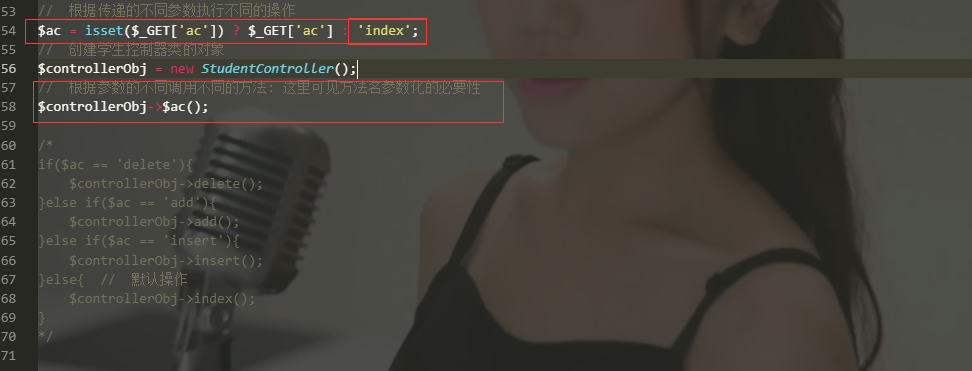 53 // 根据传递的不同参数执行不同的操作
54 $ac = isset($_GET['ac']) ? $_GET['ac'] : 'index';
55 // 创建学生控制器类的对象
56 $controllerObj = new StudentController();
57 // 根据参数的不同调用不同的方法: 这里可见方法名参数化的必要性
58 $controllerObj->$ac();
59
60 /*
61 if($ac == 'delete'){
62     $controllerObj->delete();
63 }else if($ac == 'add'){
64     $controllerObj->add();
65 }else if($ac == 'insert'){
66     $controllerObj->insert();
67 }else{  //  默认操作
68     $controllerObj->index();
69 }
70 */
71